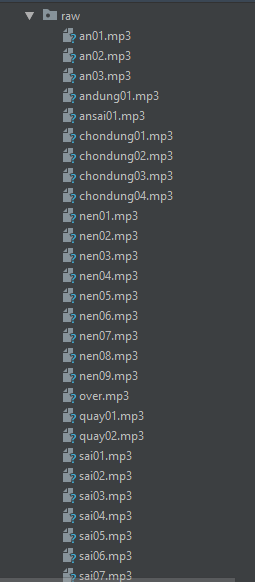 raw
an01.mp3
an02.mp3
an03.mp3
andung01.mp3
ansai01.mp3
chondung01.mp3
chondung02.mp3
chondung03.mp3
chondung04.mp3
nen01.mp3
nen02.mp3
nen03.mp3
nen04.mp3
nen05.mp3
nen06.mp3
nen07.mp3
nen08.mp3
nen09.mp3
over.mp3
quay01.mp3
quay02.mp3
sai01.mp3
sai02.mp3
sai03.mp3
sai04.mp3
sai05.mp3
sai06.mp3
sai07.mp3